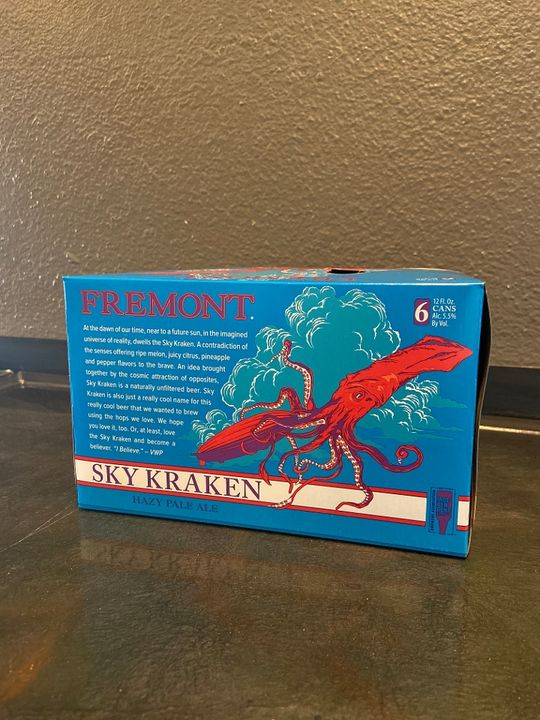 FREMONT®
At the dawn of our time, near to a future sun, in the imagined
universe of reality, dwells the Sky Kraken. A contradiction of
the senses offering ripe melon, juicy citrus, pineapple
and pepper flavors to the brave. An idea brought
together by the cosmic attraction of opposites,
Sky Kraken is a naturally unfiltered beer. Sky
Kraken is also just a really cool name for this
really cool beer that we wanted to brew
using the hops we love. We hope
you love it, too. Or, at least, love
the Sky Kraken and become a
believer. "I Believe." – VWP
6
12 Fl. Oz.
CANS
Alc. 5.5%
By Vol.
SKY KRAKEN
HAZY PALE ALE